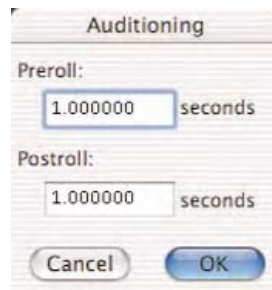 Auditioning
Preroll:
1.000000 seconds
Postroll:
1.000000 seconds
Cancel OK